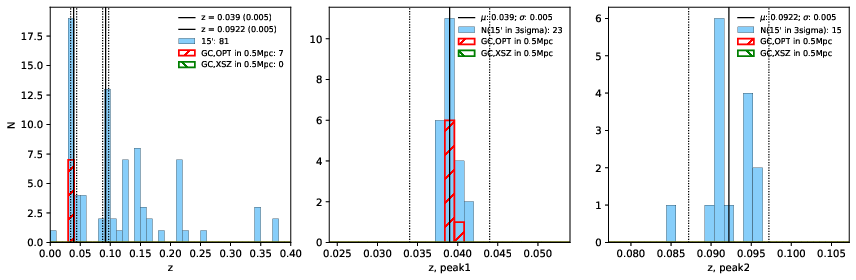 z = 0.039 (0.005)
z = 0.0922 (0.005)
15': 81
GC,OPT in 0.5Mpc: 7
GC,XSZ in 0.5Mpc: 0
N
17.5
15.0
12.5
10.0
7.5
5.0
2.5
0.0
0.00 0.05 0.10 0.15 0.20 0.25 0.30 0.35 0.40
z
μ: 0.039; σ: 0.005
N(15' in 3sigma): 23
GC,OPT in 0.5Mpc
GC,XSZ in 0.5Mpc
10
8
6
4
2
0
0.025 0.030 0.035 0.040 0.045 0.050
z, peak1
μ: 0.0922; σ: 0.005
N(15' in 3sigma): 15
GC,OPT in 0.5Mpc
GC,XSZ in 0.5Mpc
6
5
4
3
2
1
0
0.080 0.085 0.090 0.095 0.100 0.105
z, peak2